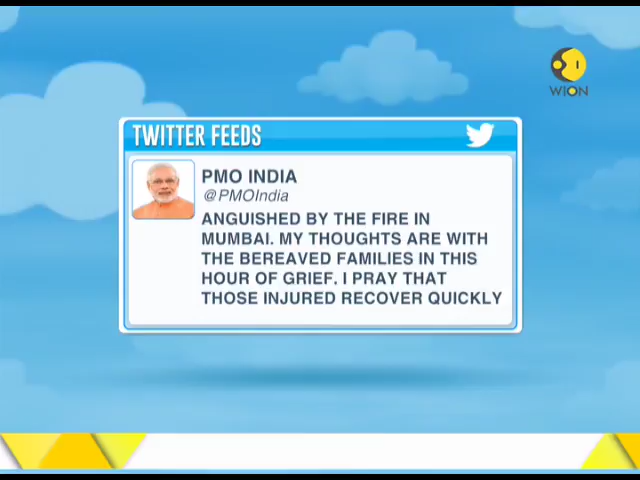 WION
TWITTER FEEDS
PMO INDIA
@PMOIndia
ANGUISHED BY THE FIRE IN
MUMBAI. MY THOUGHTS ARE WITH
THE BEREAVED FAMILIES IN THIS
HOUR OF GRIEF. I PRAY THAT
THOSE INJURED RECOVER QUICKLY